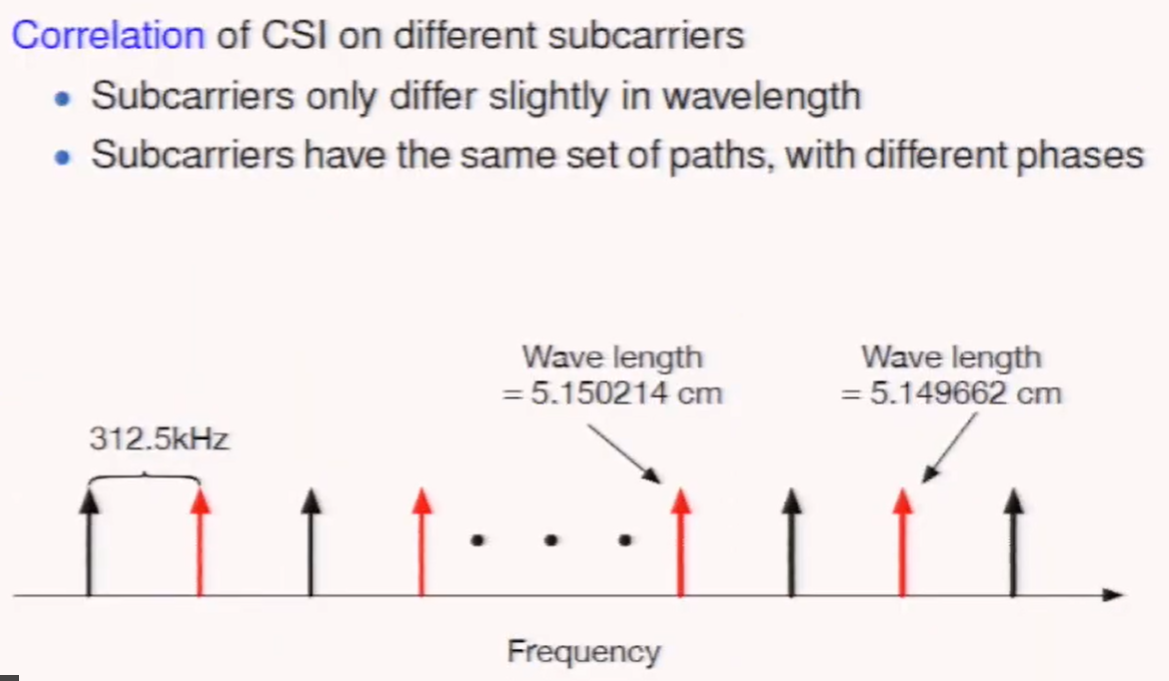 Correlation of CSI on different subcarriers
• Subcarriers only differ slightly in wavelength
• Subcarriers have the same set of paths, with different phases
Wave length
= 5.150214 cm
Wave length
= 5.149662 cm
312.5kHz
Frequency